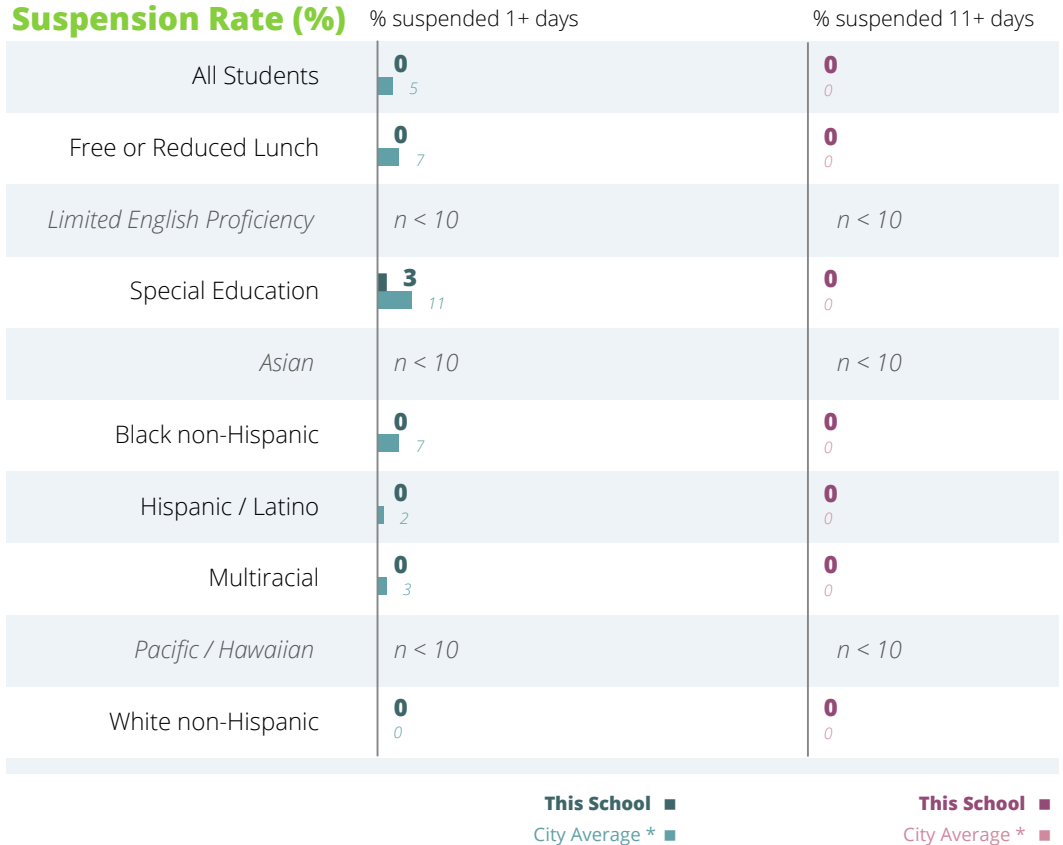 Suspension Rate (%) % suspended 1+ days % suspended 11+ days
All Students 0 0
5 0
Free or Reduced Lunch 0 0
7 0
Limited English Proficiency n < 10 n < 10
Special Education 3 0
11 0
Asian n < 10 n < 10
Black non-Hispanic 0 0
7 0
Hispanic / Latino 0 0
2 0
Multiracial 0 0
3 0
Pacific / Hawaiian n < 10 n < 10
White non-Hispanic 0 0
0 0
This School This School
City Average * City Average *